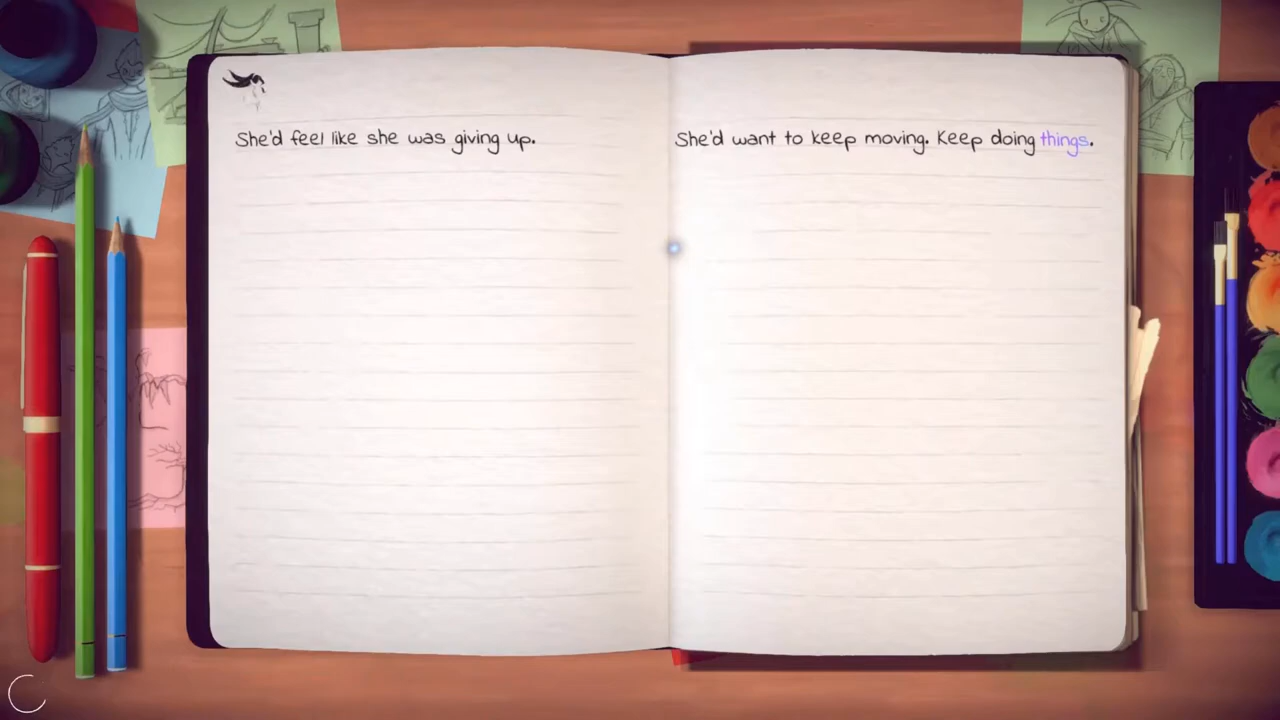 She'd feel like she was giving up.
She'd want to keep moving. Keep doing things.